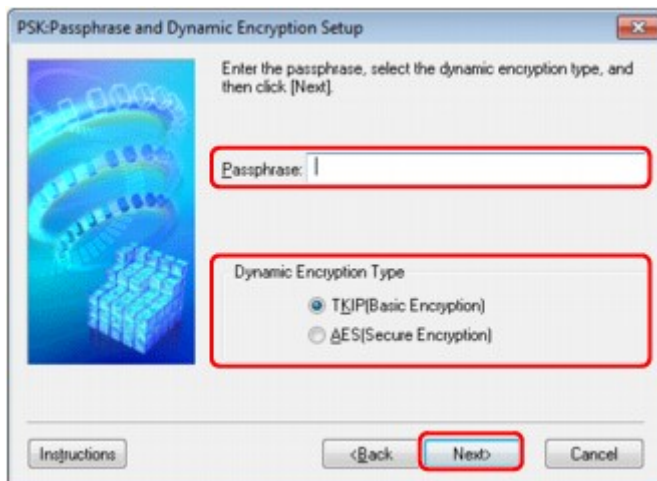 PSK:Passphrase and Dynamic Encryption Setup
Enter the passphrase, select the dynamic encryption type, and
then click [Next].
Passphrase:
Dynamic Encryption Type
TKIP(Basic Encryption)
AES(Secure Encryption)
Instructions <Back Next> Cancel